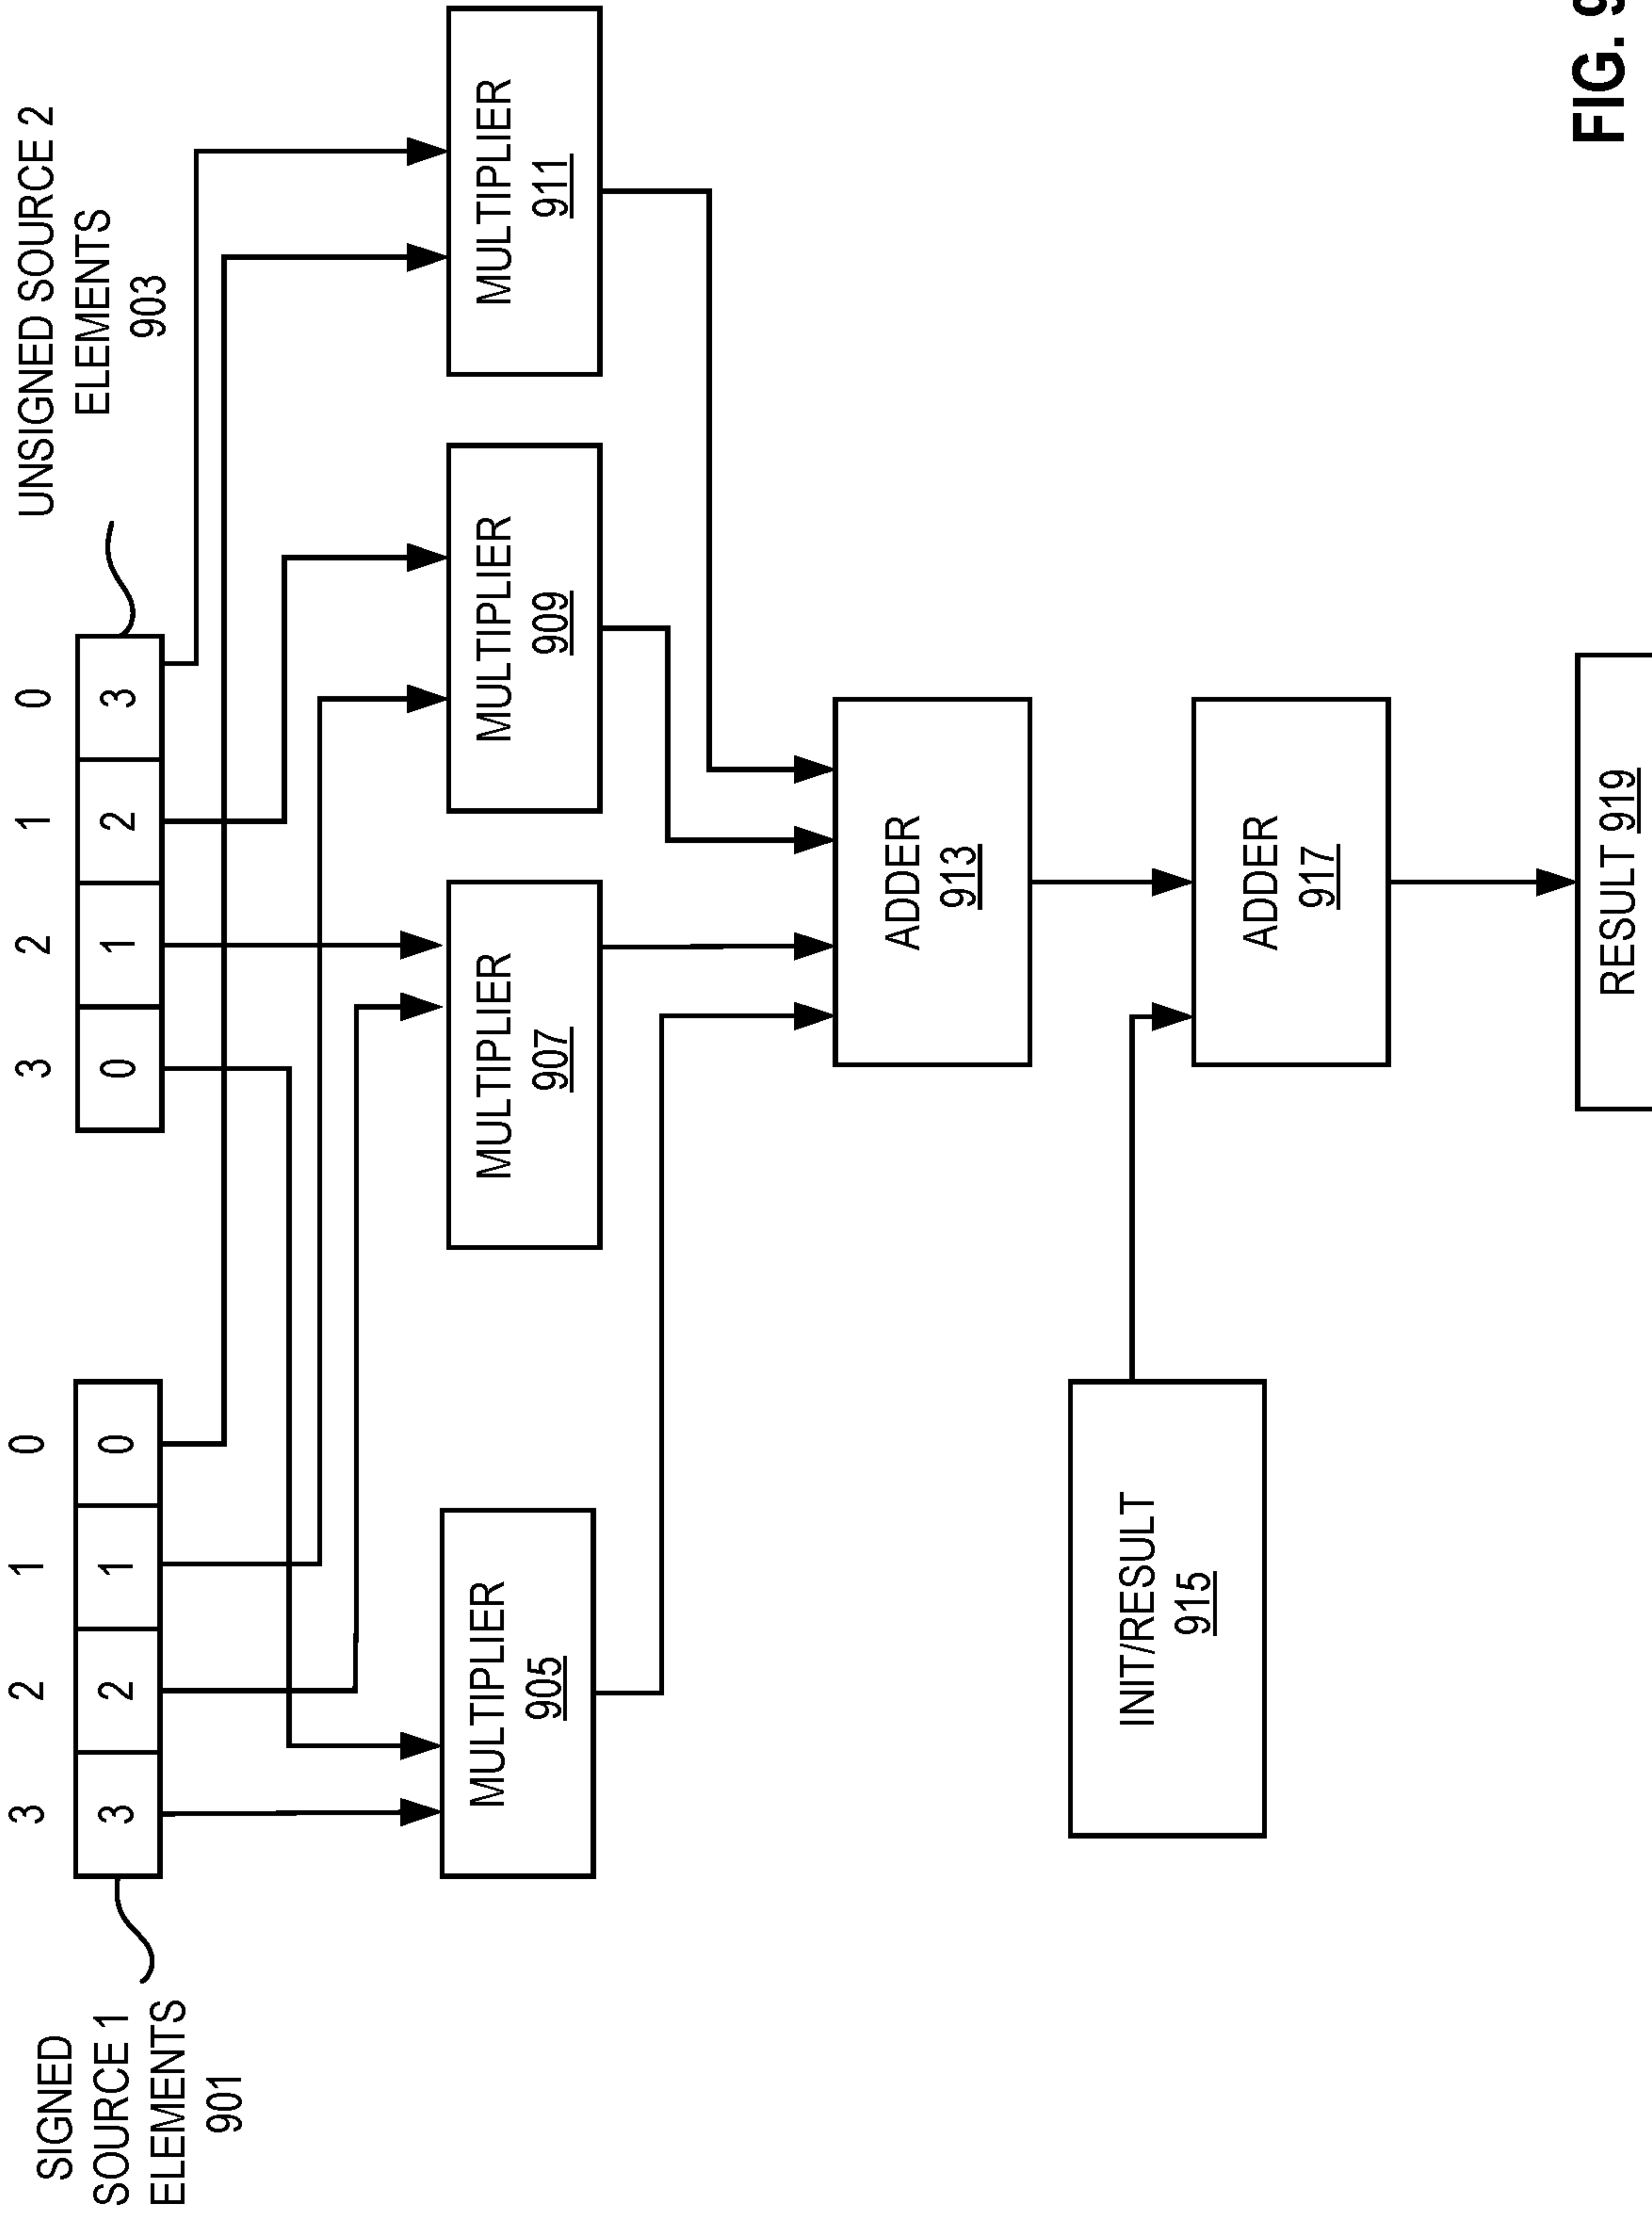 3 2 1 0
3 2 1 0
SIGNED
SOURCE 1
ELEMENTS
901
3 2 1 0
0 1 2 3
UNSIGNED SOURCE 2
ELEMENTS
903
MULTIPLIER
905
MULTIPLIER
907
MULTIPLIER
909
MULTIPLIER
911
ADDER
913
INIT/RESULT
915
ADDER
917
RESULT 919
FIG. 9